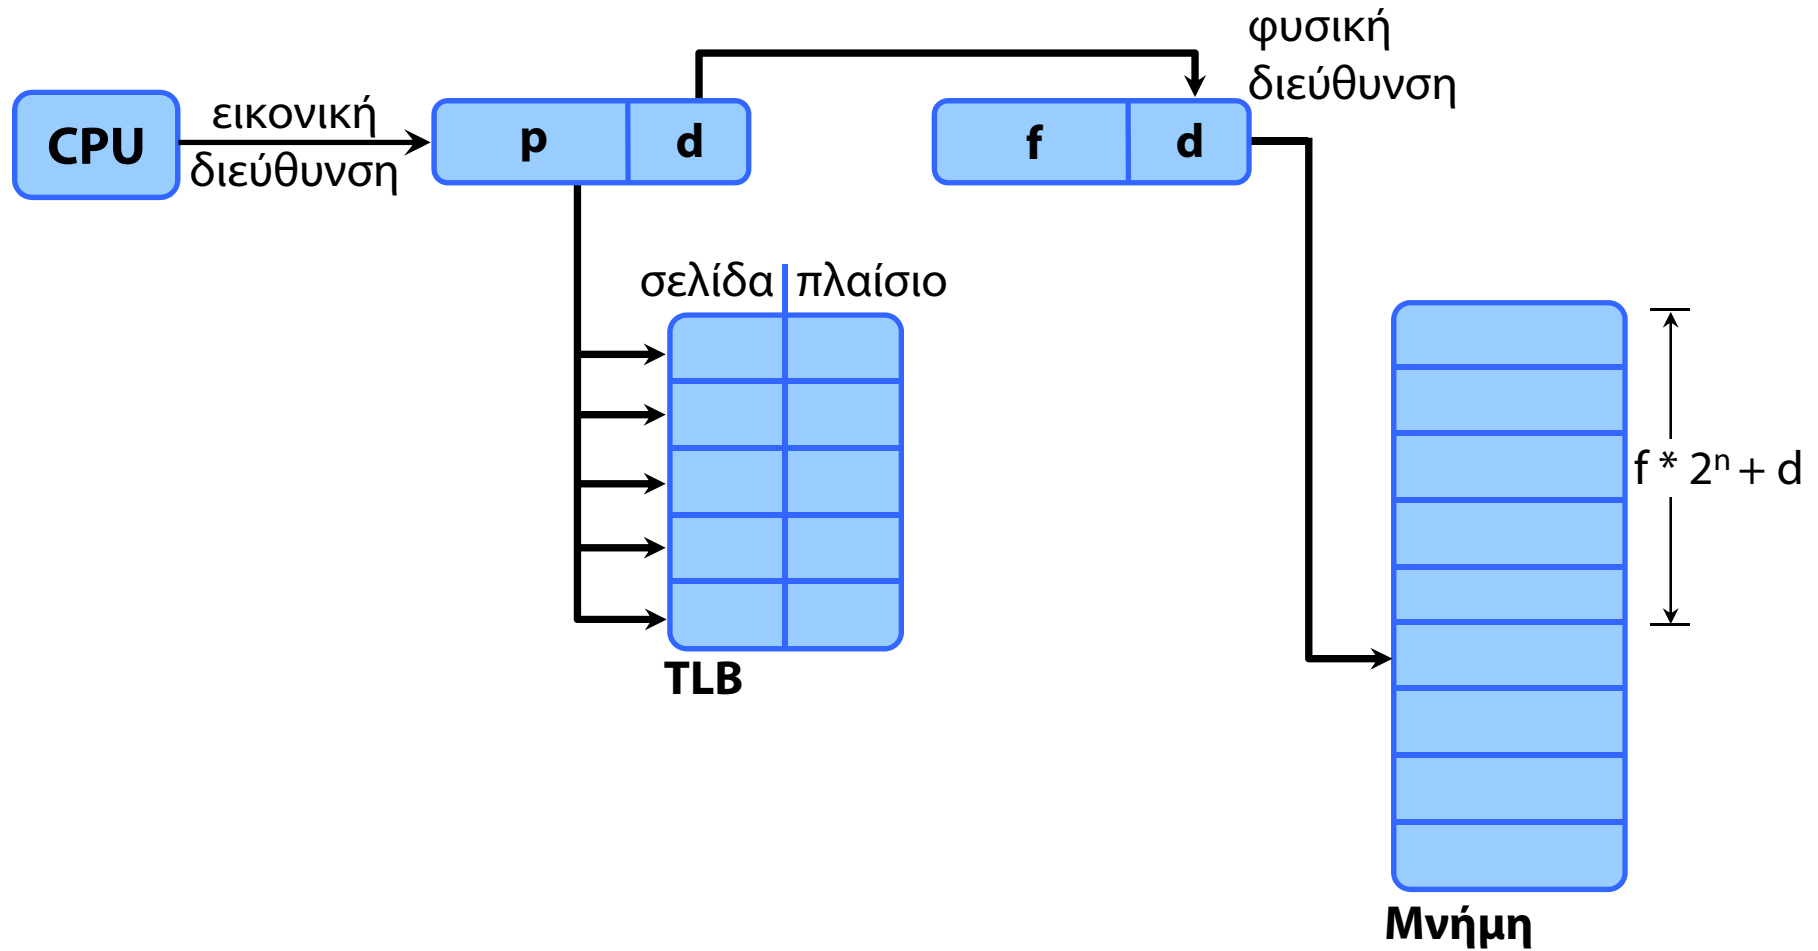 CPU
εικονική
διεύθυνση
p
d
f
d
φυσική
διεύθυνση
σελίδα
πλαίσιο
TLB
f * 2ⁿ + d
Μνήμη